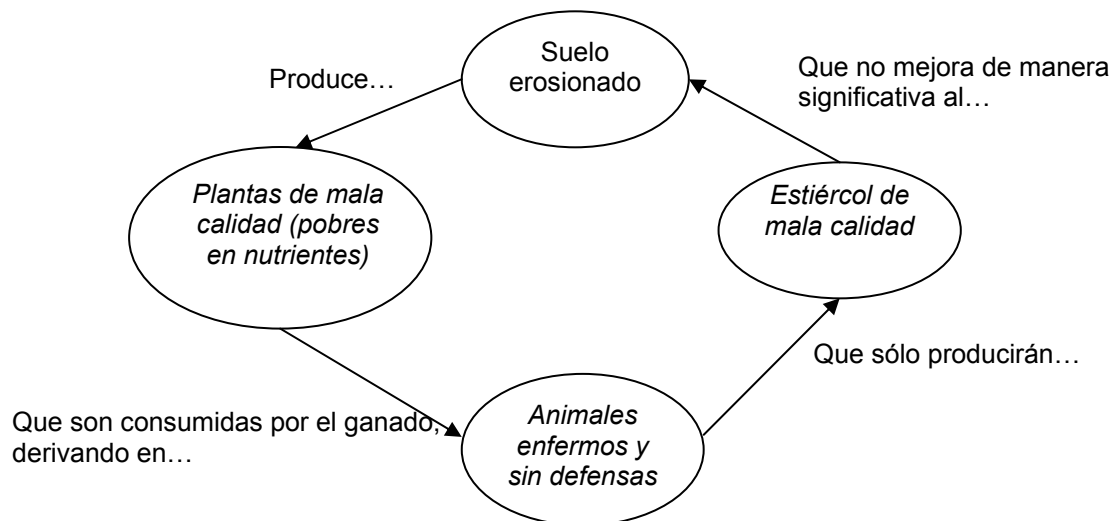 Suelo
erosionado
Produce…
Que no mejora de manera
significativa al…
Plantas de mala
calidad (pobres
en nutrientes)
Estiércol de
mala calidad
Que sólo producirán…
Que son consumidas por el ganado,
derivando en…
Animales
enfermos y
sin defensas